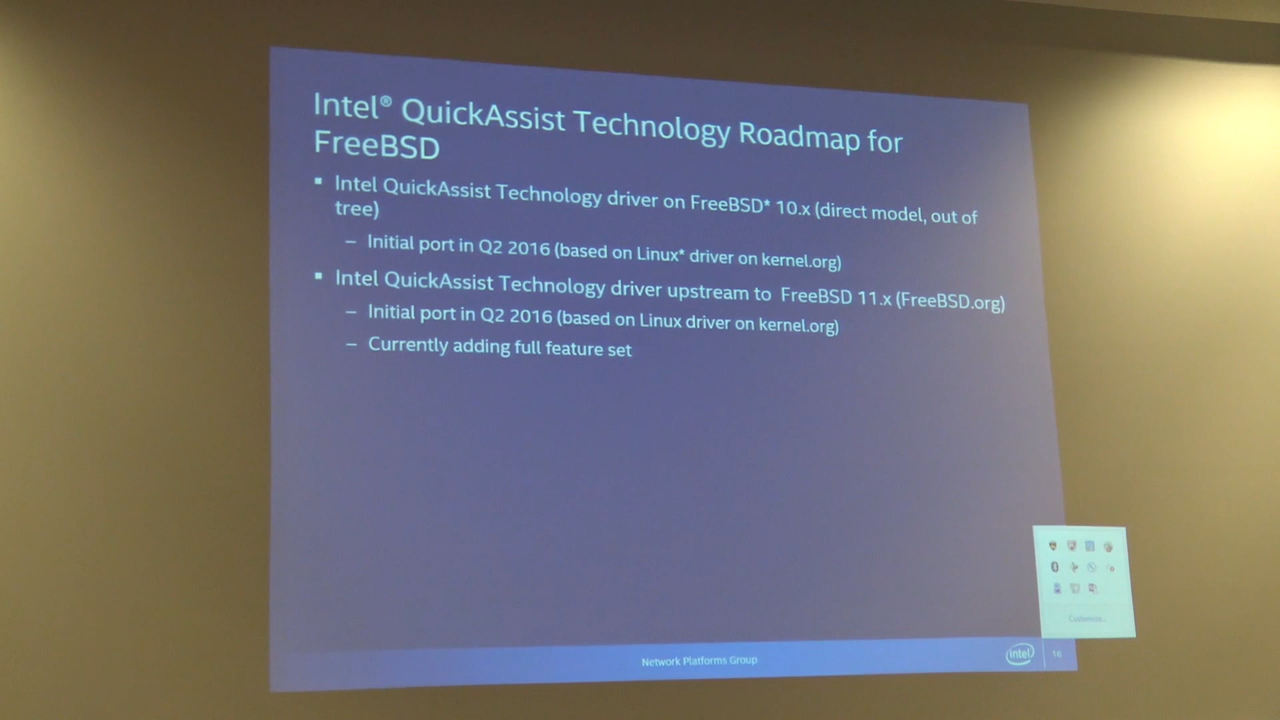 Intel® QuickAssist Technology Roadmap for
FreeBSD
▪ Intel QuickAssist Technology driver on FreeBSD* 10.x (direct model, out of
tree)
– Initial port in Q2 2016 (based on Linux* driver on kernel.org)
▪ Intel QuickAssist Technology driver upstream to FreeBSD 11.x (FreeBSD.org)
– Initial port in Q2 2016 (based on Linux driver on kernel.org)
– Currently adding full feature set
Customize...
Network Platforms Group
intel
16